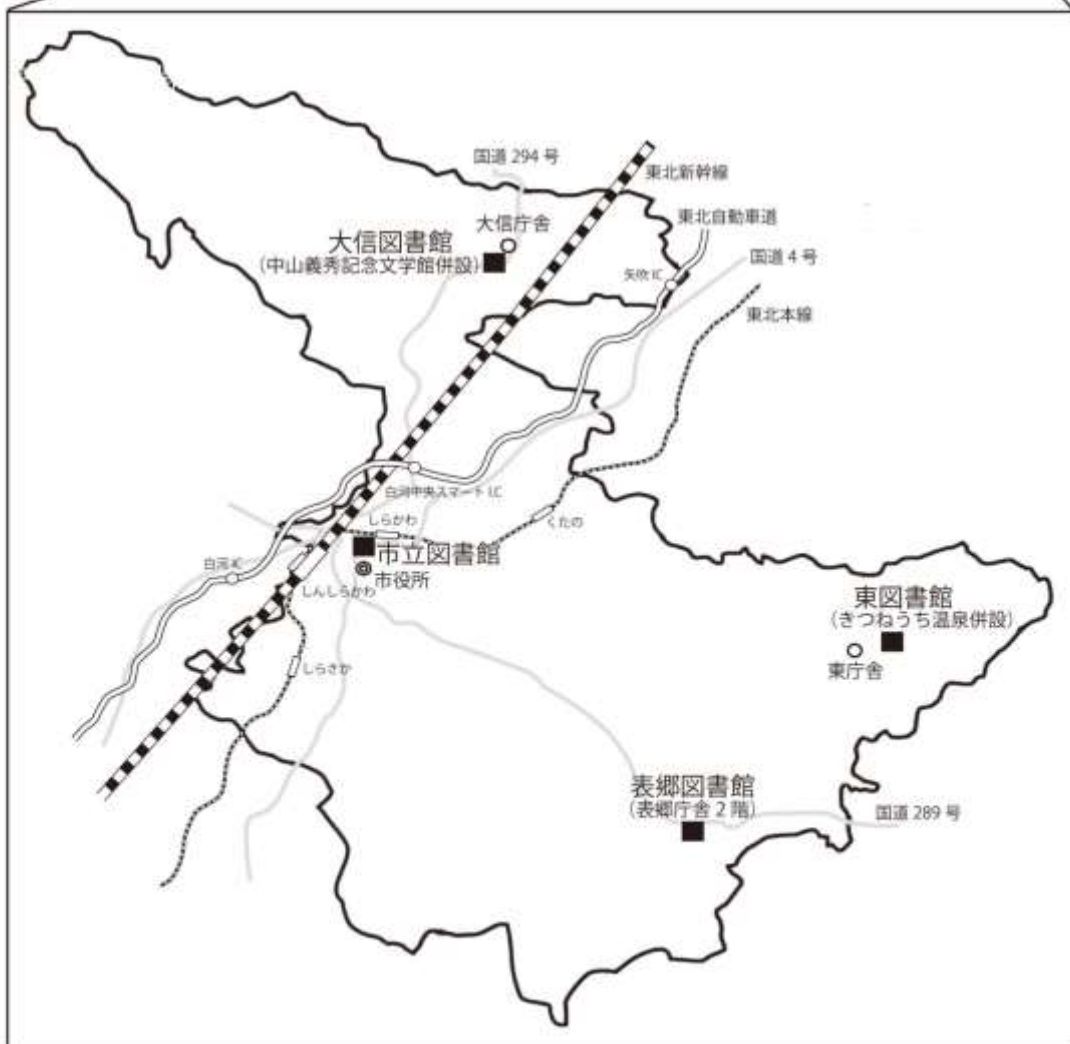 国道 294 号
東北新幹線
大信庁舎
東北自動車道
大信図書館
(中山義秀記念文学館併設)
国道 4 号
矢吹 IC
東北本線
白河中央スマート I.C
しらかわ
くたの
市立図書館
白河 IC
市役所
しんしらかわ
東図書館
(きつねうち温泉併設)
しらさか
東庁舎
表郷図書館
(表郷庁舎 2 階)
国道 289 号